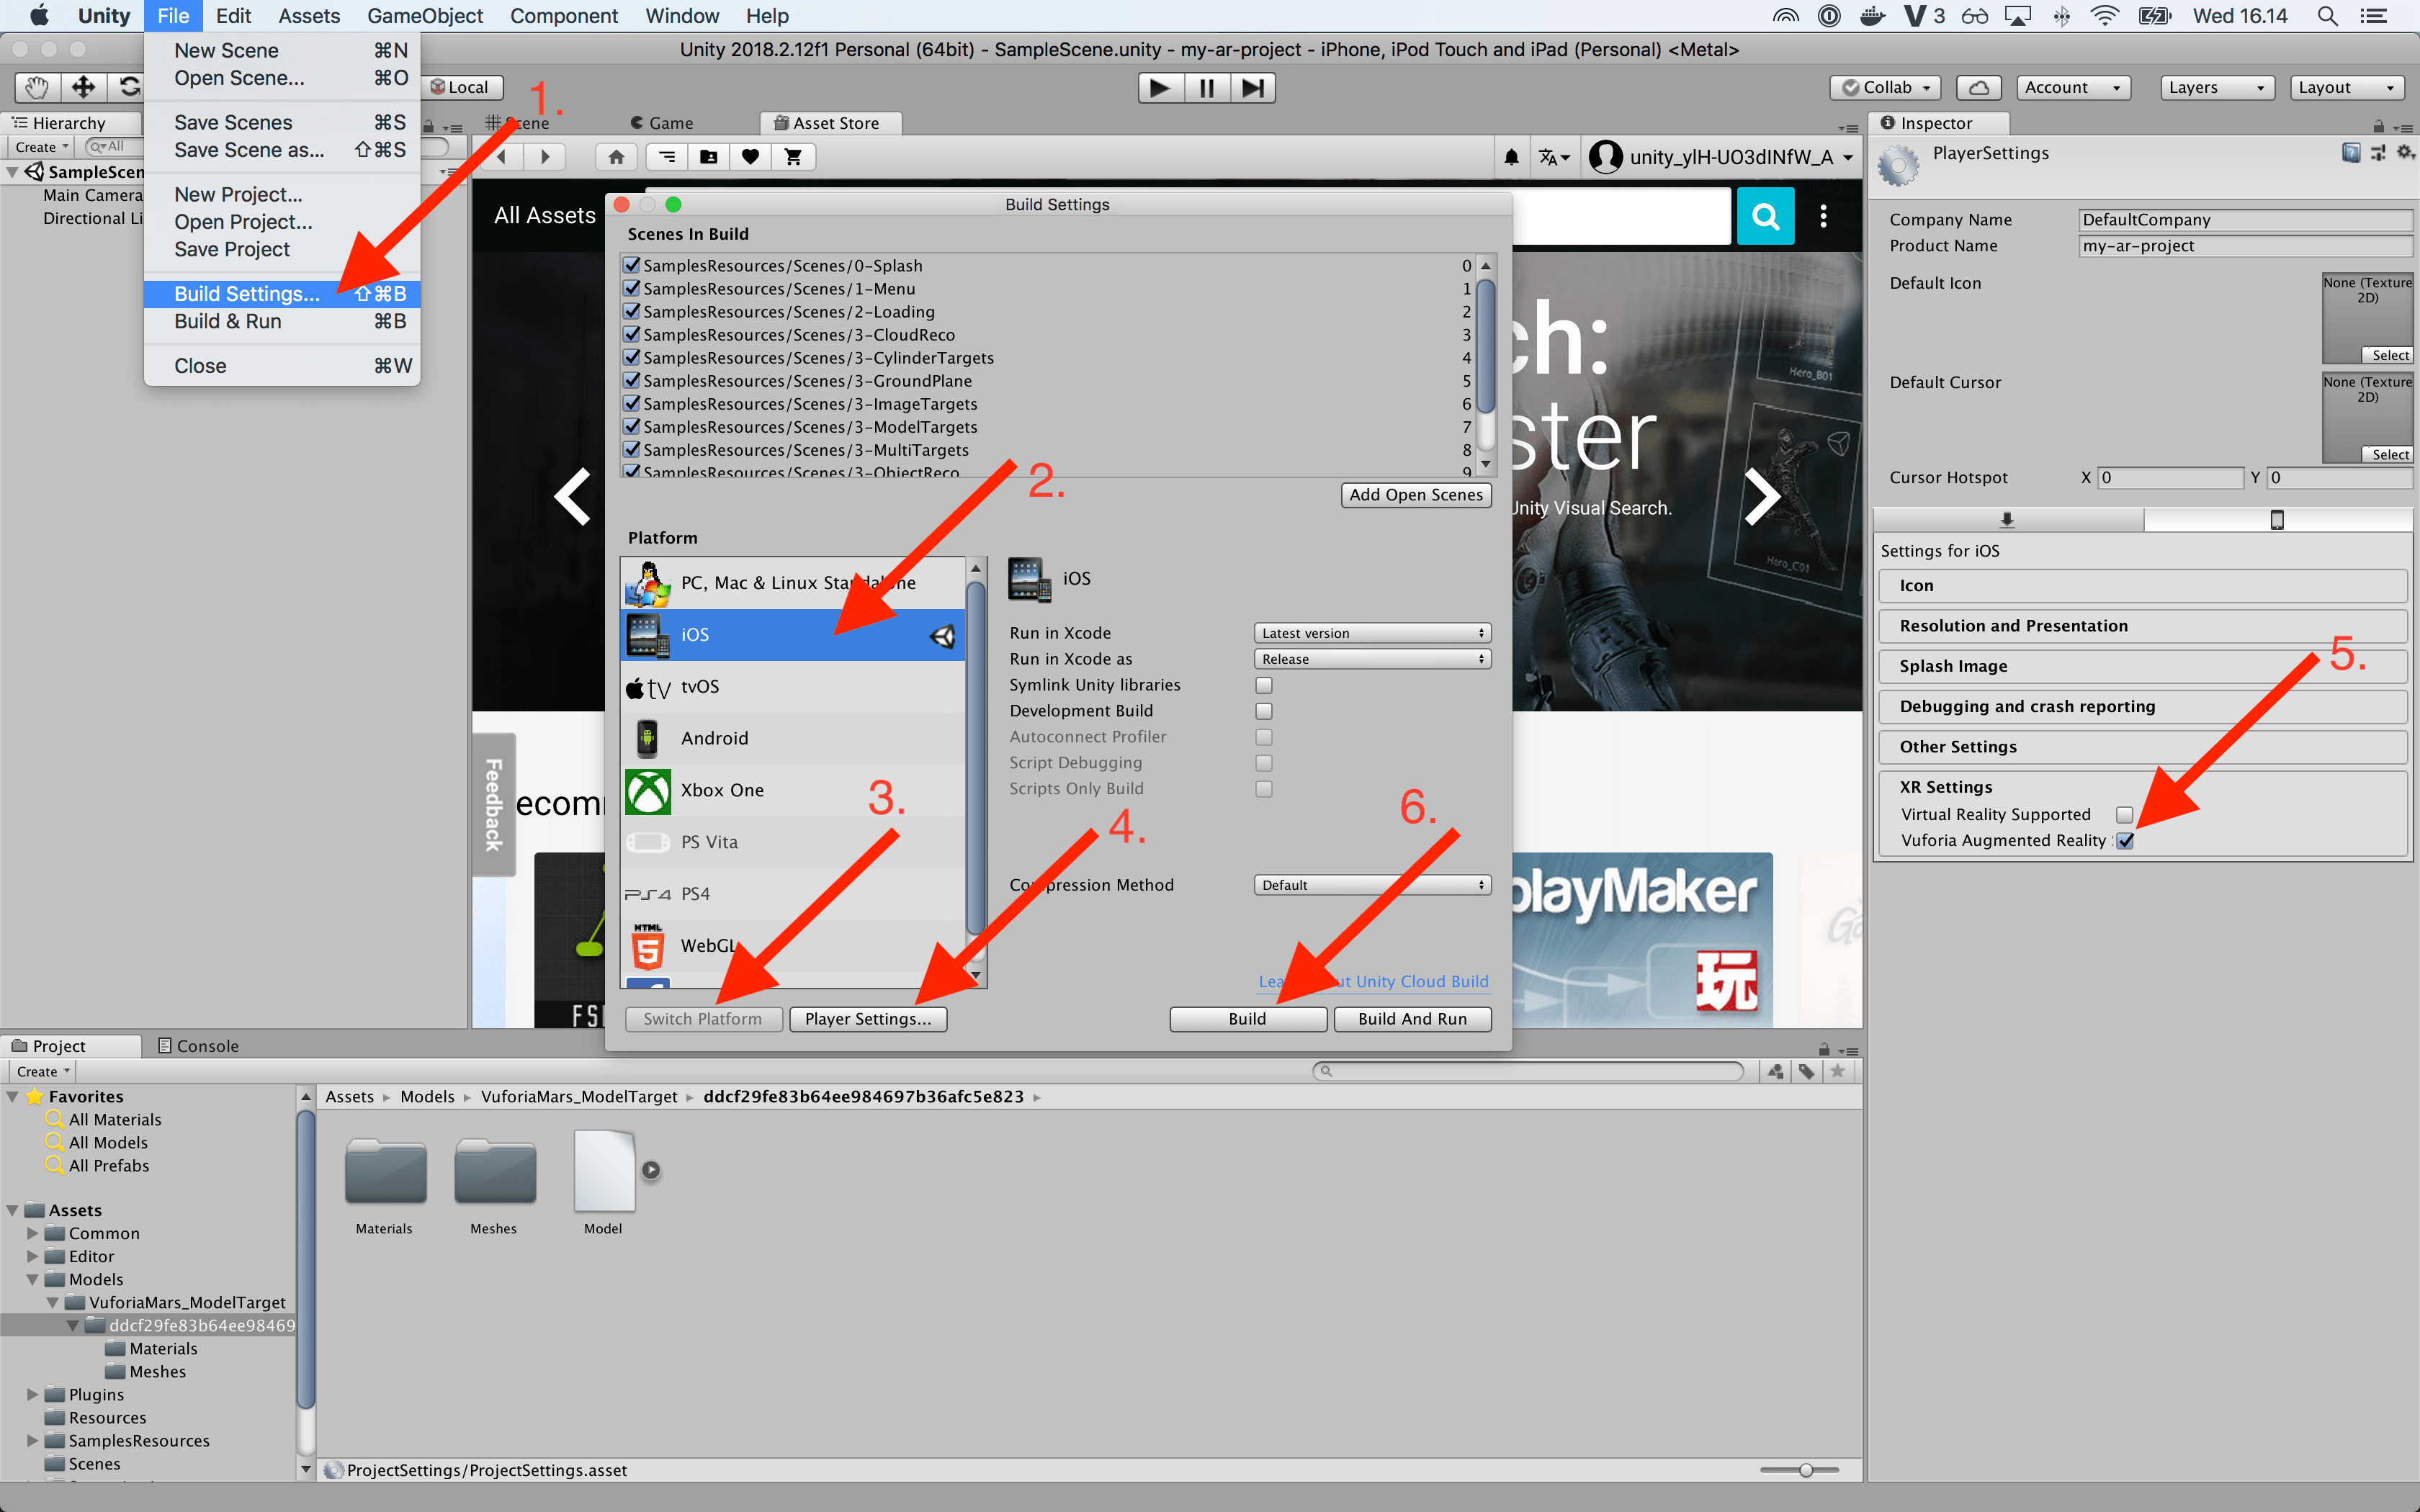 Unity File Edit Assets GameObject Component Window Help
3 Wed 16.14
Unity 2018.2.12f1 Personal (64bit) - SampleScene.unity - my-ar-project - iPhone, iPod Touch and iPad (Personal) <Metal>
New Scene ⌘N
Open Scene... ⌘O
Save Scenes ⌘S
Save Scene as... ⇧⌘S
New Project...
Open Project...
Save Project
Build Settings... ⇧⌘B
Build & Run ⌘B
Close ⌘W
1.
Local
Collab
Account
Layers
Layout
Hierarchy
Create
All
SampleScen
Main Camera
Directional Li
Scene
Game
Asset Store
unity_ylH-UO3dINfW_A
All Assets
ch:
ster
Unity Visual Search.
Hero_B01
Hero_C01
Feedback
ecom
FS
playMaker
玩
Build Settings
Scenes In Build
SamplesResources/Scenes/0-Splash 0
SamplesResources/Scenes/1-Menu 1
SamplesResources/Scenes/2-Loading 2
SamplesResources/Scenes/3-CloudReco 3
SamplesResources/Scenes/3-CylinderTargets 4
SamplesResources/Scenes/3-GroundPlane 5
SamplesResources/Scenes/3-ImageTargets 6
SamplesResources/Scenes/3-ModelTargets 7
SamplesResources/Scenes/3-MultiTargets 8
SamplesResources/Scenes/3-ObjectReco 9
2.
Add Open Scenes
Platform
PC, Mac & Linux Standalone
iOS
tv tvOS
Android
Xbox One
PS Vita
PS4 PS4
HTML 5 WebGL
3.
4.
6.
iOS
Run in Xcode Latest version
Run in Xcode as Release
Symlink Unity libraries
Development Build
Autoconnect Profiler
Script Debugging
Scripts Only Build
Compression Method Default
Learn about Unity Cloud Build
Switch Platform
Player Settings...
Build
Build And Run
Inspector
PlayerSettings
Company Name DefaultCompany
Product Name my-ar-project
Default Icon
None (Texture
2D)
Select
Default Cursor
None (Texture
2D)
Select
Cursor Hotspot X 0 Y 0
Settings for iOS
Icon
Resolution and Presentation
5.
Splash Image
Debugging and crash reporting
Other Settings
XR Settings
Virtual Reality Supported
Vuforia Augmented Reality
Project
Console
Create
Favorites
All Materials
All Models
All Prefabs
Assets
Common
Editor
Models
VuforiaMars_ModelTarget
ddcf29fe83b64ee98469
Materials
Meshes
Plugins
Resources
SamplesResources
Scenes
Assets Models VuforiaMars_ModelTarget ddcf29fe83b64ee984697b36afc5e823
Materials
Meshes
Model
ProjectSettings/ProjectSettings.asset